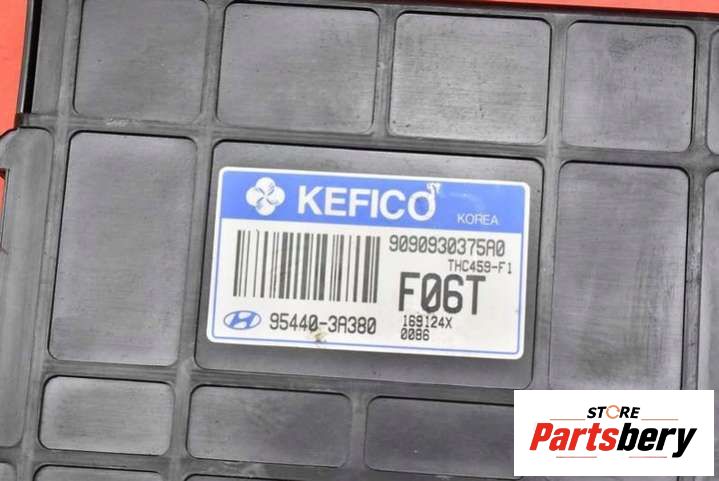 KEFICO KOREA
9090930375A0
THC459-F1
F06T
95440-3A380
169124X
0086
STORE
Partsbery